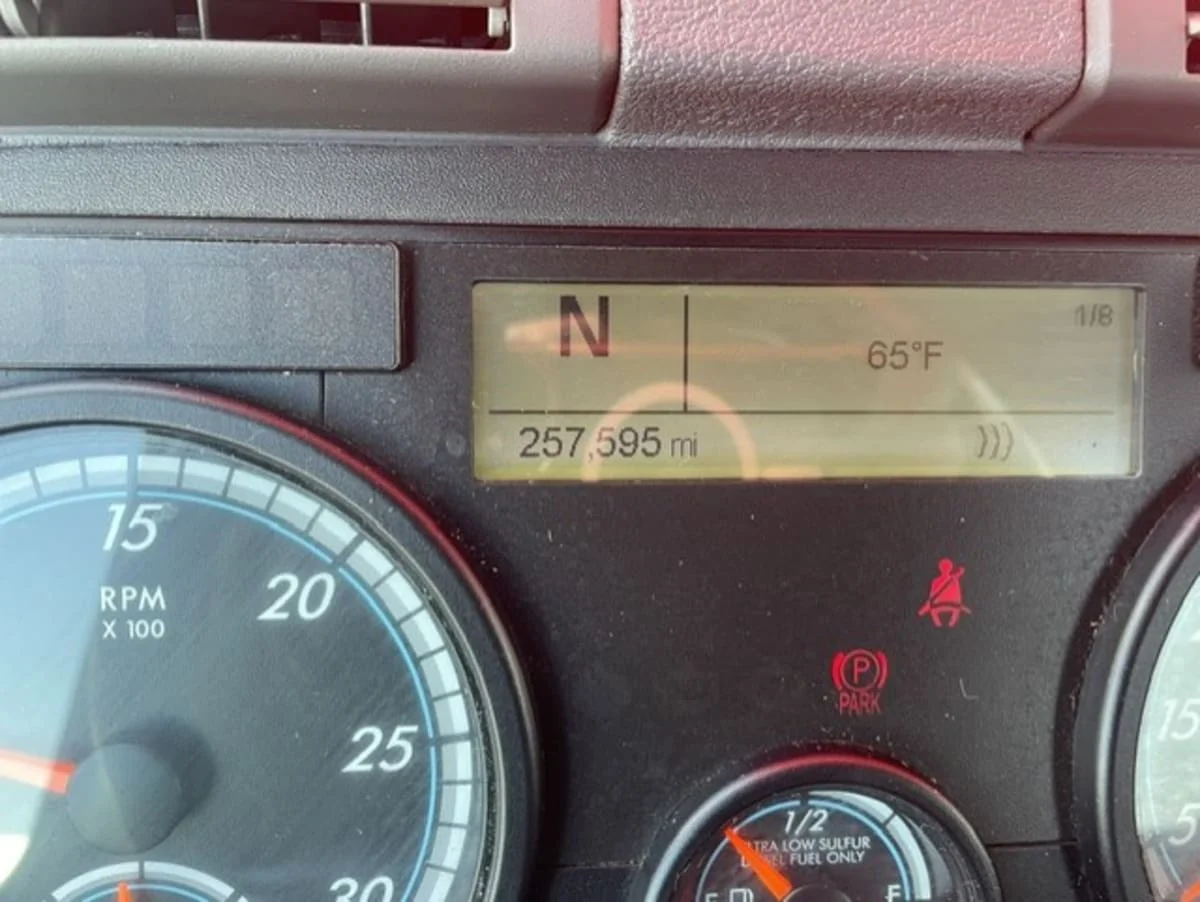 N
1/8
65°F
257,595 mi
15
RPM
X 100
20
25
30
P
PARK
1/2
ULTRA LOW SULFUR
DIESEL FUEL ONLY
E
F
15
5